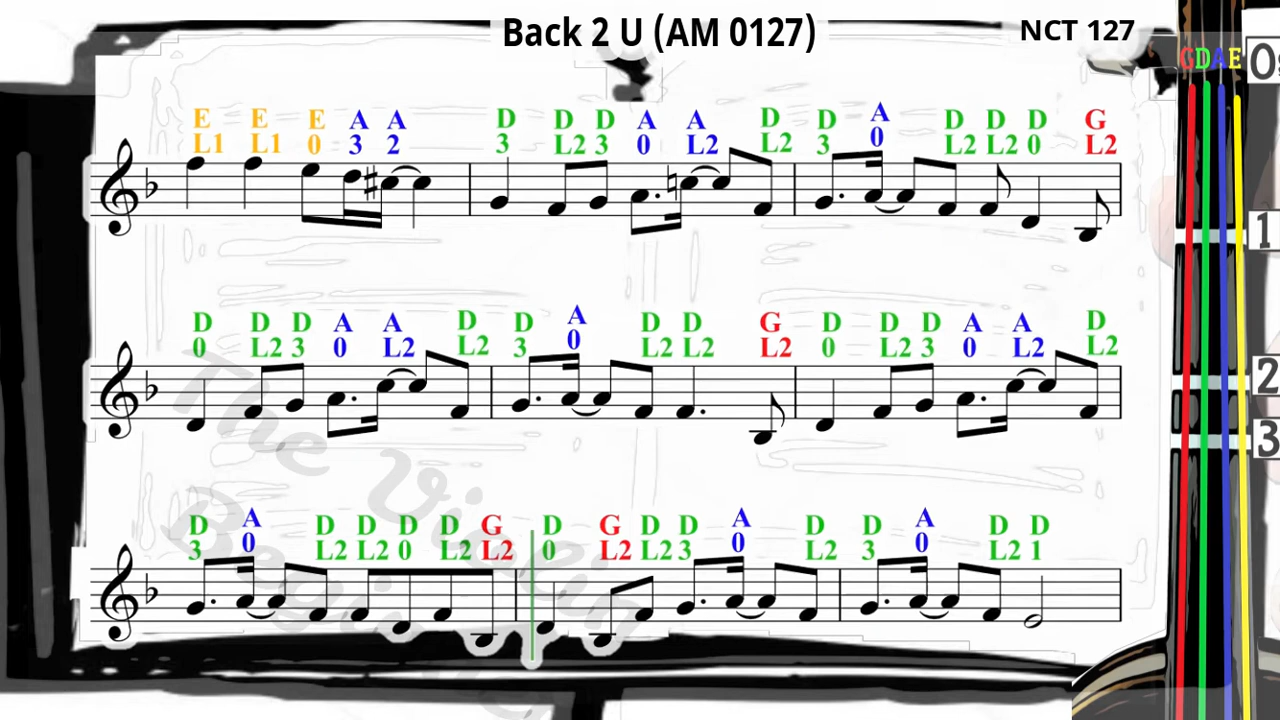 Back 2 U (AM 0127)
NCT 127
GDAE
0
E E E A A D D D A A D D A D D D G
L1 L1 0 3 2 3 L2 3 0 L2 L2 3 0 L2 L2 0 L2
1
D D D A A D D A D D G D D D A A D
0 L2 3 0 L2 L2 3 0 L2 L2 L2 0 L2 3 0 L2 L2
2
3
The Violin
Beginner
D A D D D D G D G D D A D D A D D
3 0 L2 L2 0 L2 L2 0 L2 L2 3 0 L2 3 0 L2 1